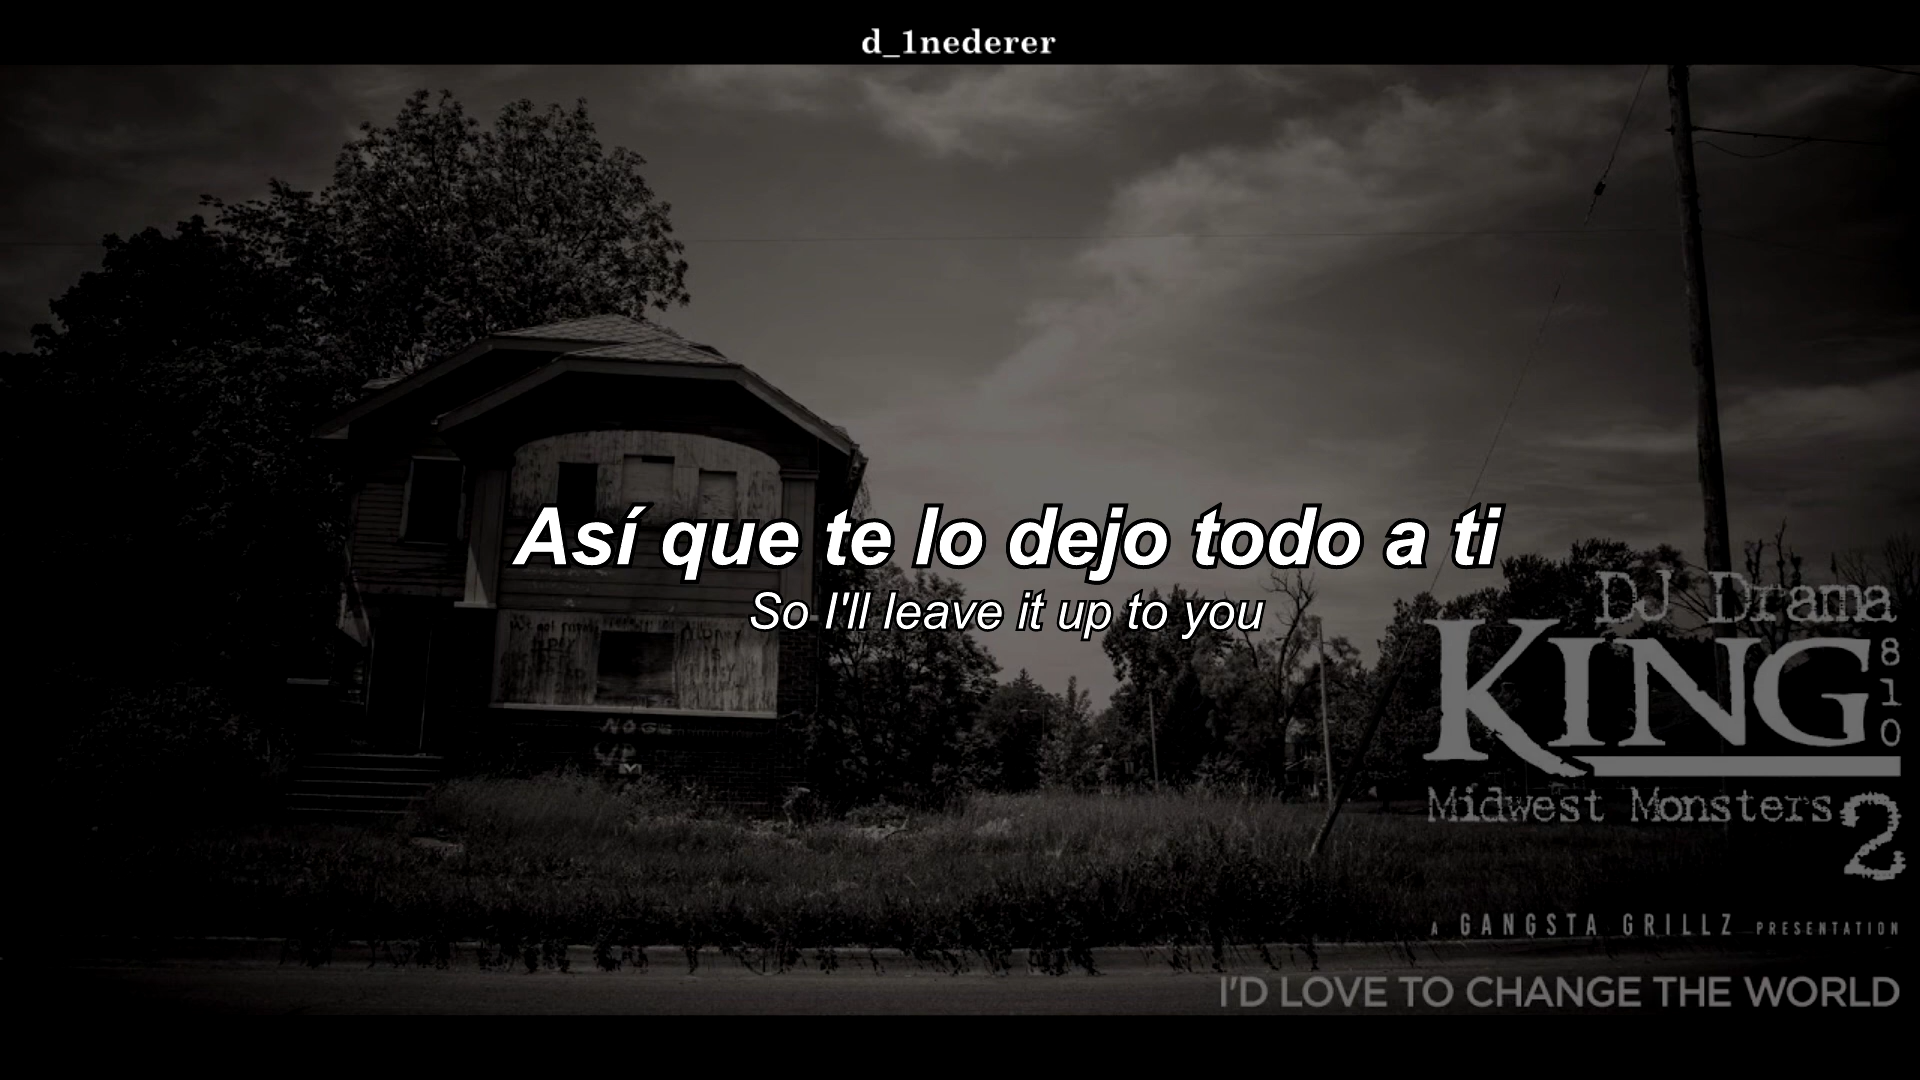 d_1nederer
Así que te lo dejo todo a ti
So I'll leave it up to you
DJ Drama
KING 810
Midwest Monsters 2
A GANGSTA GRILLZ PRESENTATION
I'D LOVE TO CHANGE THE WORLD